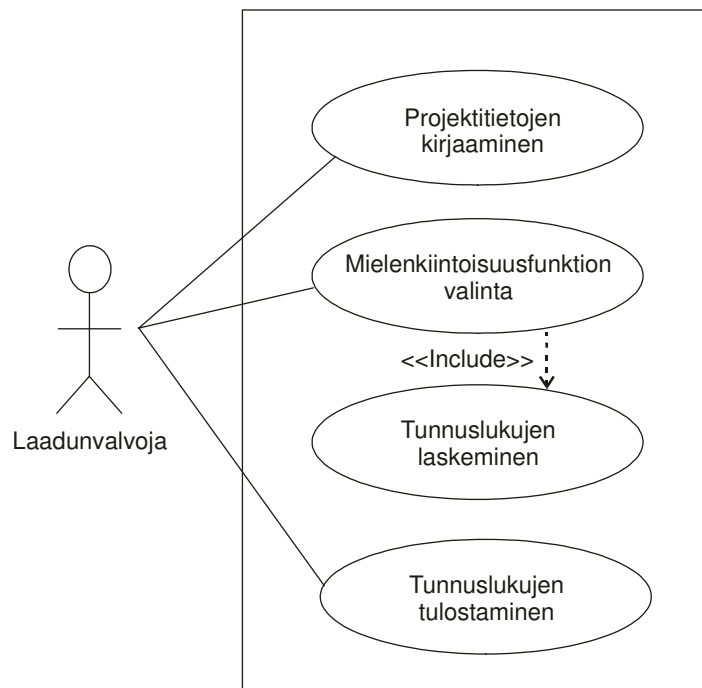 Projektitietojen
kirjaaminen
Mielenkiintoisuusfunktion
valinta
<<Include>>
Tunnuslukujen
laskeminen
Laadunvalvoja
Tunnuslukujen
tulostaminen